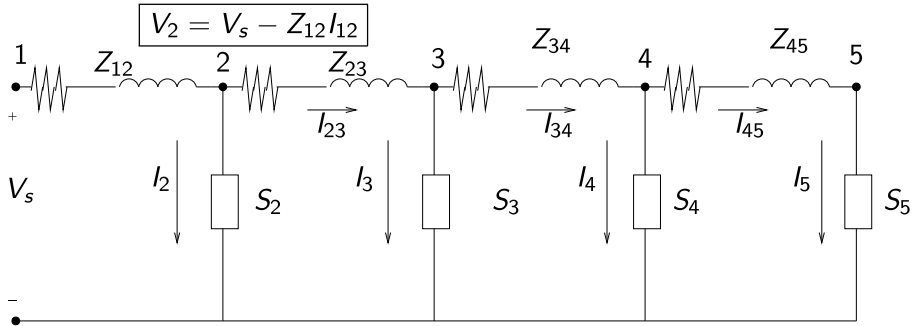 V₂ = Vₛ − Z₁₂I₁₂
1 Z₁₂ 2 Z₂₃ 3 Z₃₄ 4 Z₄₅ 5
+ I₂₃ I₃₄ I₄₅
Vₛ I₂ S₂ I₃ S₃ I₄ S₄ I₅ S₅
−